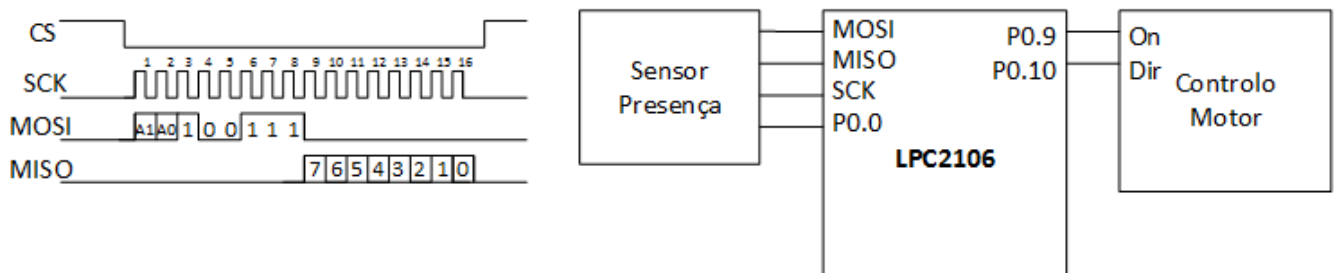 CS
SCK
1 2 3 4 5 6 7 8 9 10 11 12 13 14 15 16
MOSI
A1 A0 1 0 0 1 1 1
MISO
7 6 5 4 3 2 1 0
Sensor
Presença
MOSI
MISO
SCK
P0.0
LPC2106
P0.9
P0.10
On
Dir
Controlo
Motor